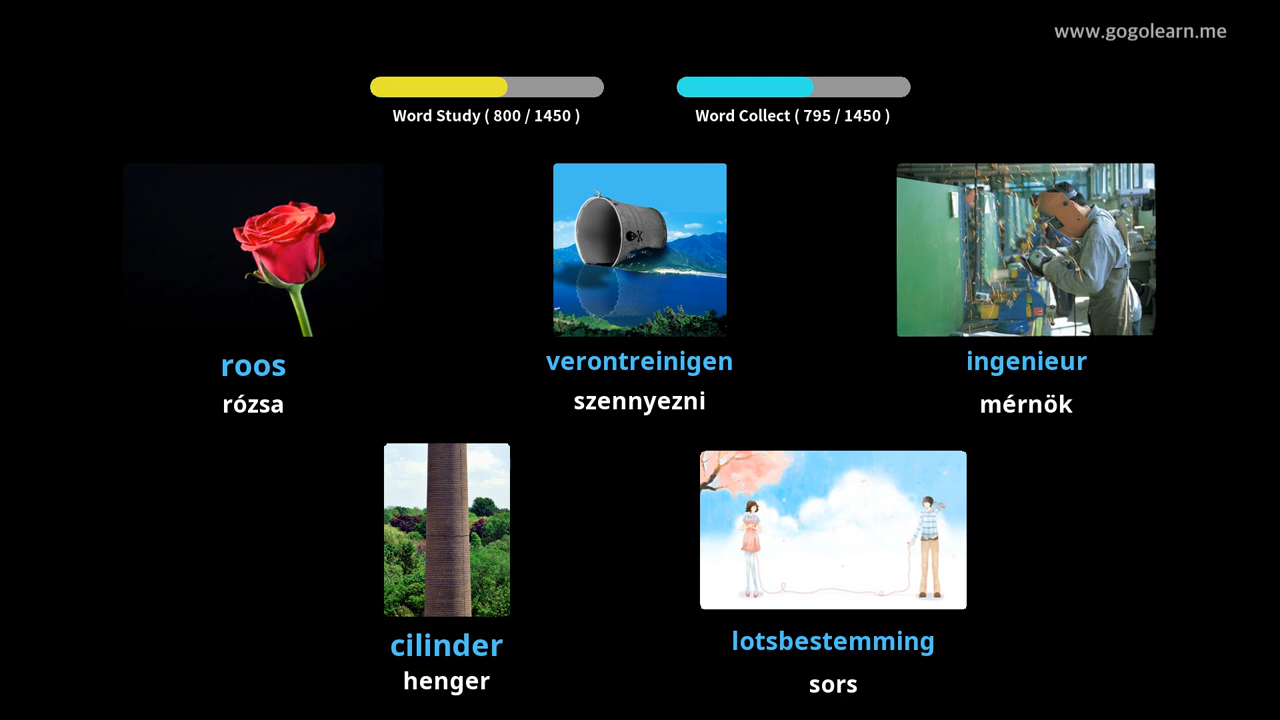 www.gogolearn.me
Word Study ( 800 / 1450 )
Word Collect ( 795 / 1450 )
roos
rózsa
verontreinigen
szennyezni
ingenieur
mérnök
cilinder
henger
lotsbestemming
sors